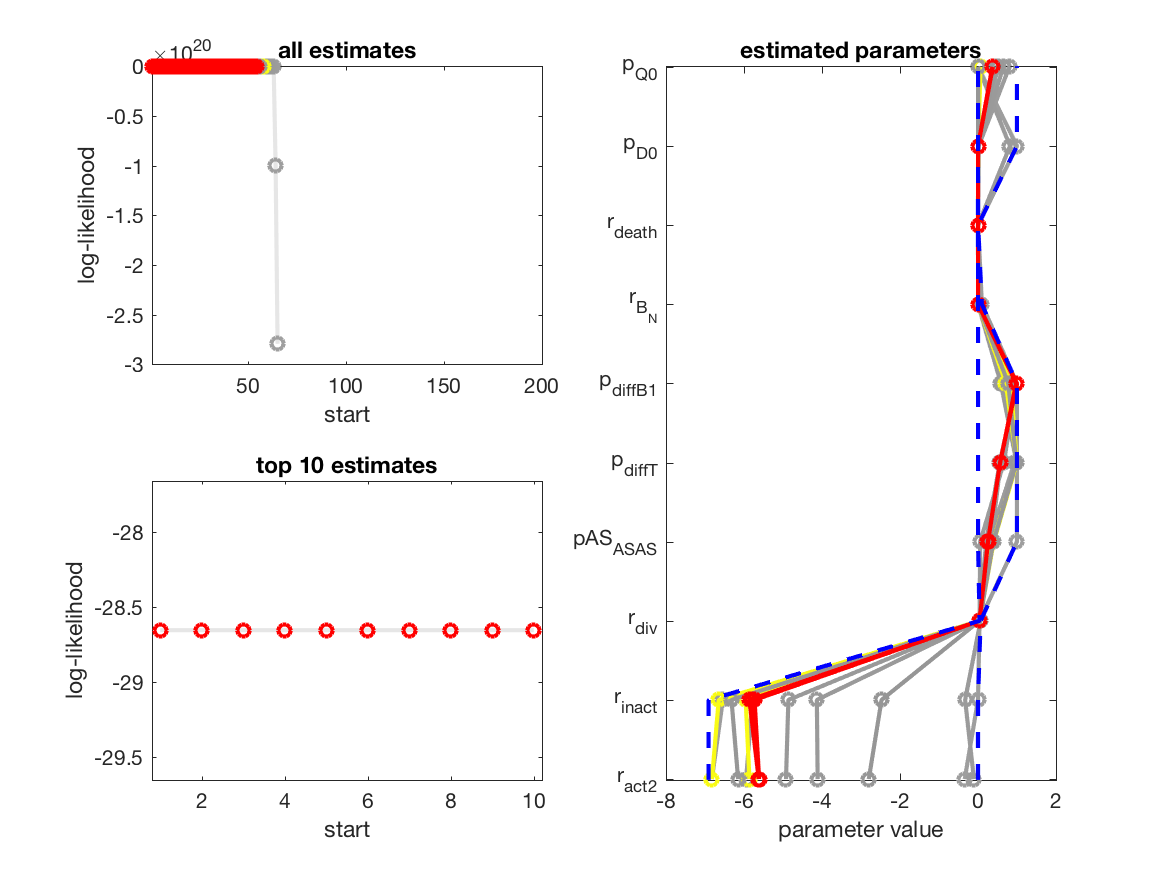 all estimates
×10^20
0
-0.5
-1
-1.5
-2
-2.5
-3
log-likelihood
50 100 150 200
start
top 10 estimates
-28
-28.5
-29
-29.5
log-likelihood
2 4 6 8 10
start
estimated parameters
p_Q0
p_D0
r_death
r_B_N
p_diffB1
p_diffT
pAS_ASAS
r_div
r_inact
r_act2
-8 -6 -4 -2 0 2
parameter value